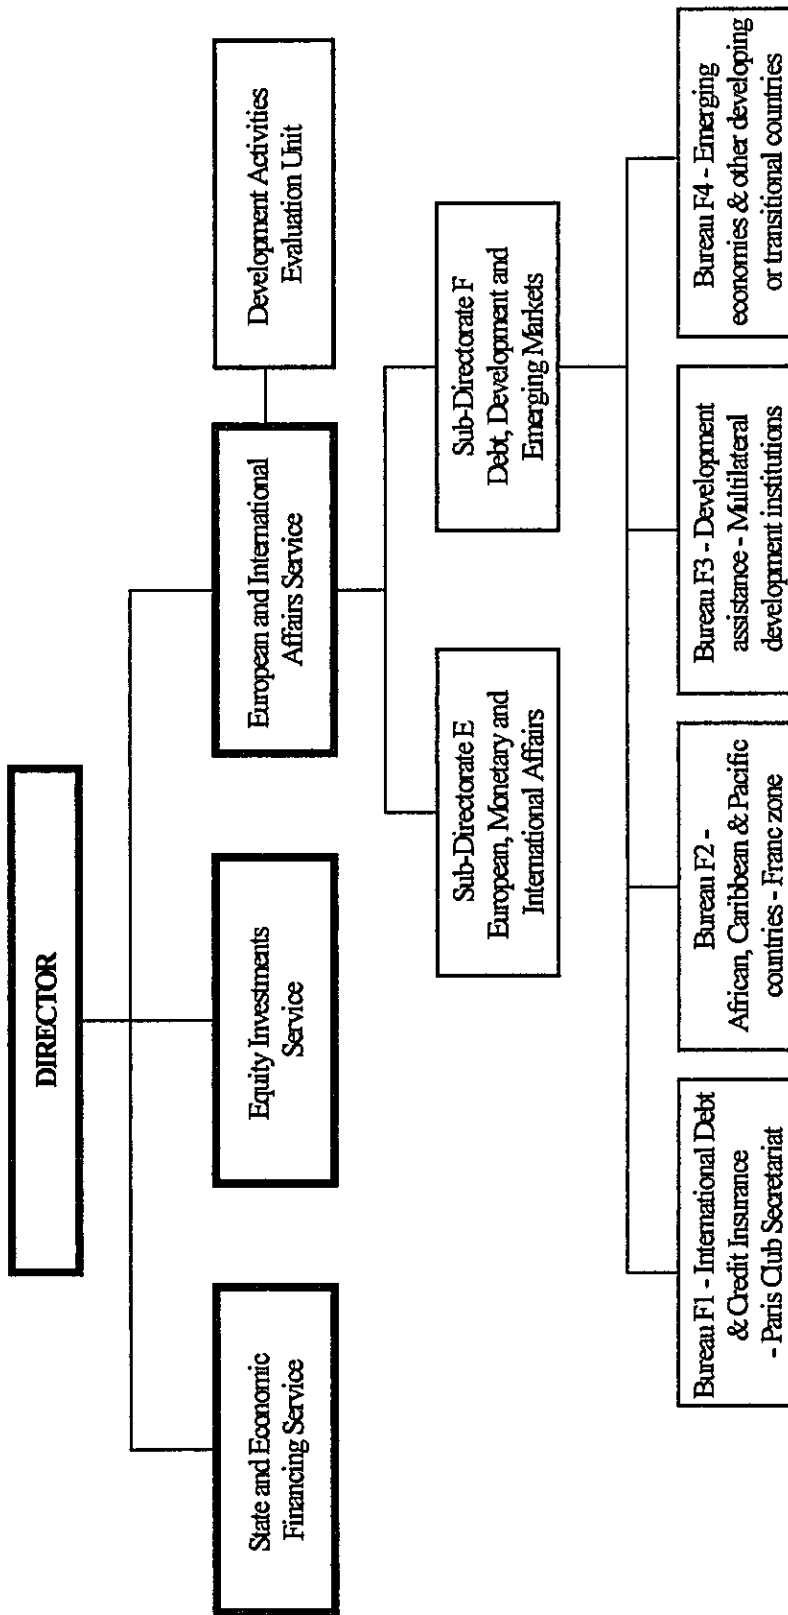 DIRECTOR
State and Economic
Financing Service
Equity Investments
Service
European and International
Affairs Service
Development Activities
Evaluation Unit
Sub-Directorate E
European, Monetary and
International Affairs
Sub-Directorate F
Debt, Development and
Emerging Markets
Bureau F1 - International Debt
& Credit Insurance
- Paris Club Secretariat
Bureau F2 -
African, Caribbean & Pacific
countries - Franc zone
Bureau F3 - Development
assistance - Multilateral
development institutions
Bureau F4 - Emerging
economies & other developing
or transitional countries